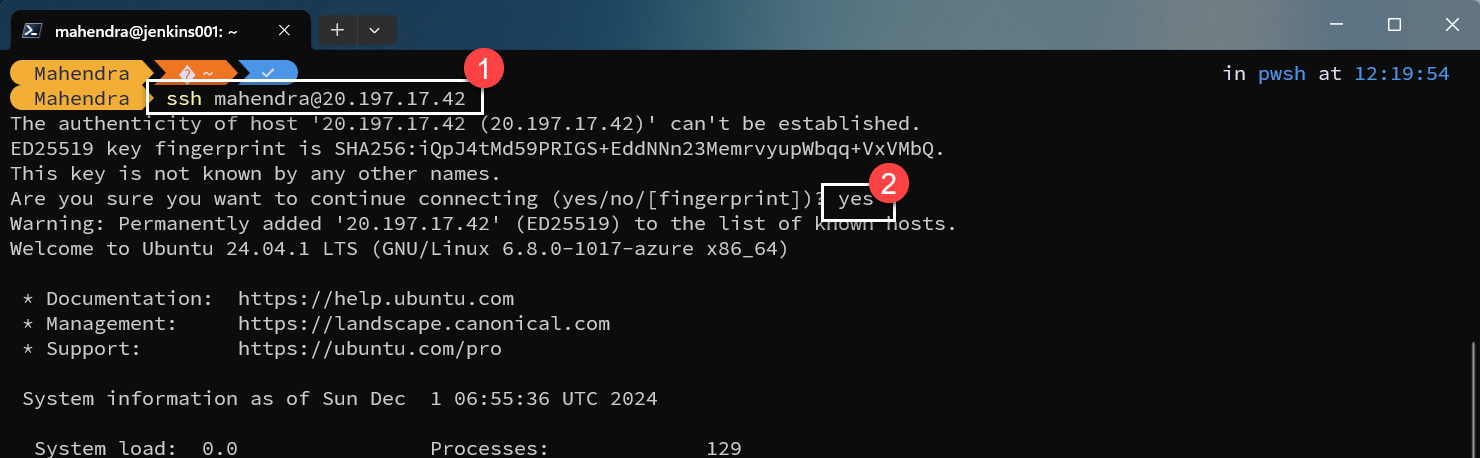 mahendra@jenkins001: ~
Mahendra ~ in pwsh at 12:19:54
1
Mahendra ssh mahendra@20.197.17.42
The authenticity of host '20.197.17.42 (20.197.17.42)' can't be established.
ED25519 key fingerprint is SHA256:iQpJ4tMd59PRIGS+EddNNn23MemrvyupWbqq+VxVMbQ.
This key is not known by any other names.
2
Are you sure you want to continue connecting (yes/no/[fingerprint])? yes
Warning: Permanently added '20.197.17.42' (ED25519) to the list of known hosts.
Welcome to Ubuntu 24.04.1 LTS (GNU/Linux 6.8.0-1017-azure x86_64)
* Documentation: https://help.ubuntu.com
* Management: https://landscape.canonical.com
* Support: https://ubuntu.com/pro
System information as of Sun Dec 1 06:55:36 UTC 2024
System load: 0.0 Processes: 129